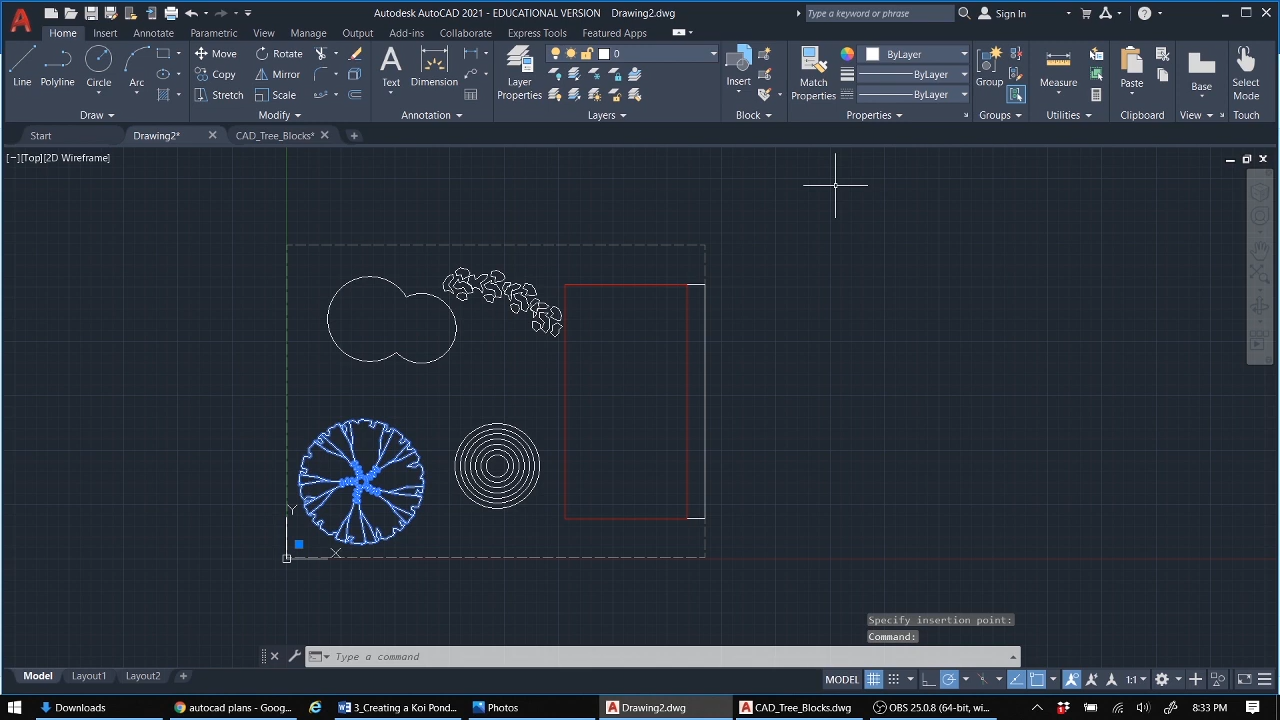 Autodesk AutoCAD 2021 - EDUCATIONAL VERSION Drawing2.dwg
Type a keyword or phrase
Sign In
Home Insert Annotate Parametric View Manage Output Add-ins Collaborate Express Tools Featured Apps
Line
Polyline
Circle
Arc
Move
Rotate
Copy
Mirror
Stretch
Scale
Text
Dimension
Layer
Properties
0
Insert
Match
Properties
ByLayer
ByLayer
ByLayer
Group
Measure
Paste
Base
Select
Mode
Draw
Modify
Annotation
Layers
Block
Properties
Groups
Utilities
Clipboard
View
Touch
Start
Drawing2*
CAD_Tree_Blocks*
[−][Top][2D Wireframe]
Y
X
Specify insertion point:
Command:
Type a command
Model
Layout1
Layout2
MODEL
1:1
Downloads
autocad plans - Goog...
3_Creating a Koi Pond...
Photos
Drawing2.dwg
CAD_Tree_Blocks.dwg
OBS 25.0.8 (64-bit, wi...
8:33 PM